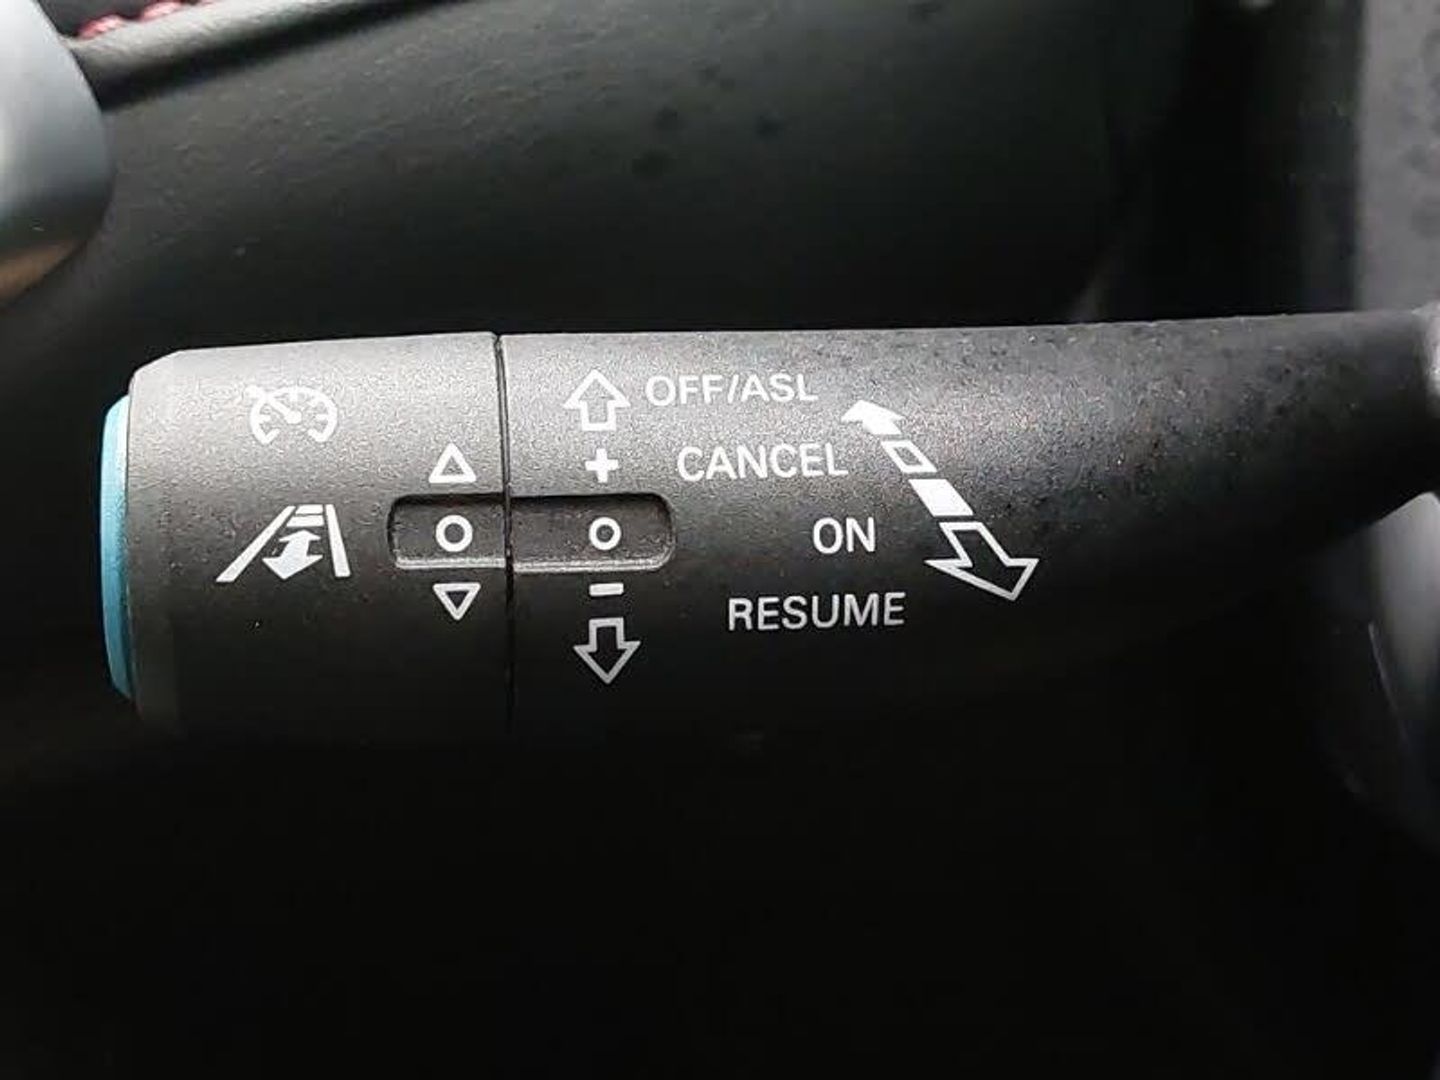 OFF/ASL
+ CANCEL
ON
-
RESUME